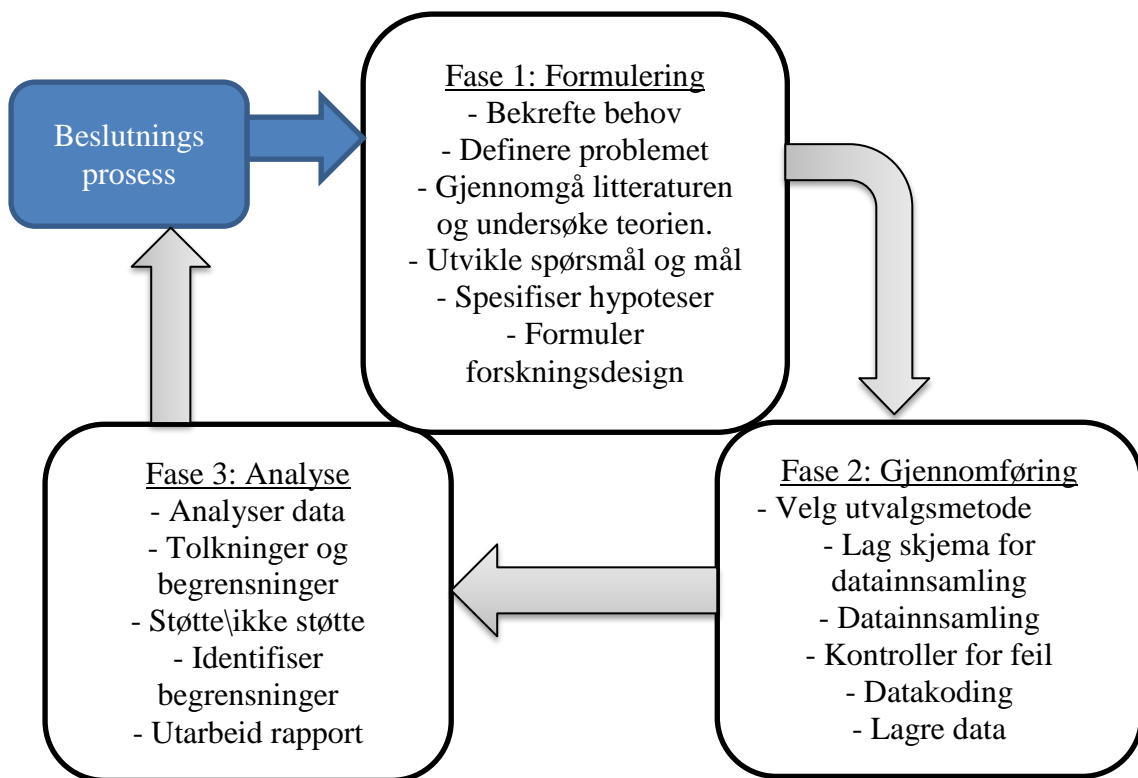 Beslutnings
prosess
Fase 1: Formulering
- Bekrefte behov
- Definere problemet
- Gjennomgå litteraturen
og undersøke teorien.
- Utvikle spørsmål og mål
- Spesifiser hypoteser
- Formuler
forskningsdesign
Fase 2: Gjennomføring
- Velg utvalgsmetode
- Lag skjema for
datainnsamling
- Datainnsamling
- Kontroller for feil
- Datakoding
- Lagre data
Fase 3: Analyse
- Analyser data
- Tolkninger og
begrensninger
- Støtte\ikke støtte
- Identifiser
begrensninger
- Utarbeid rapport